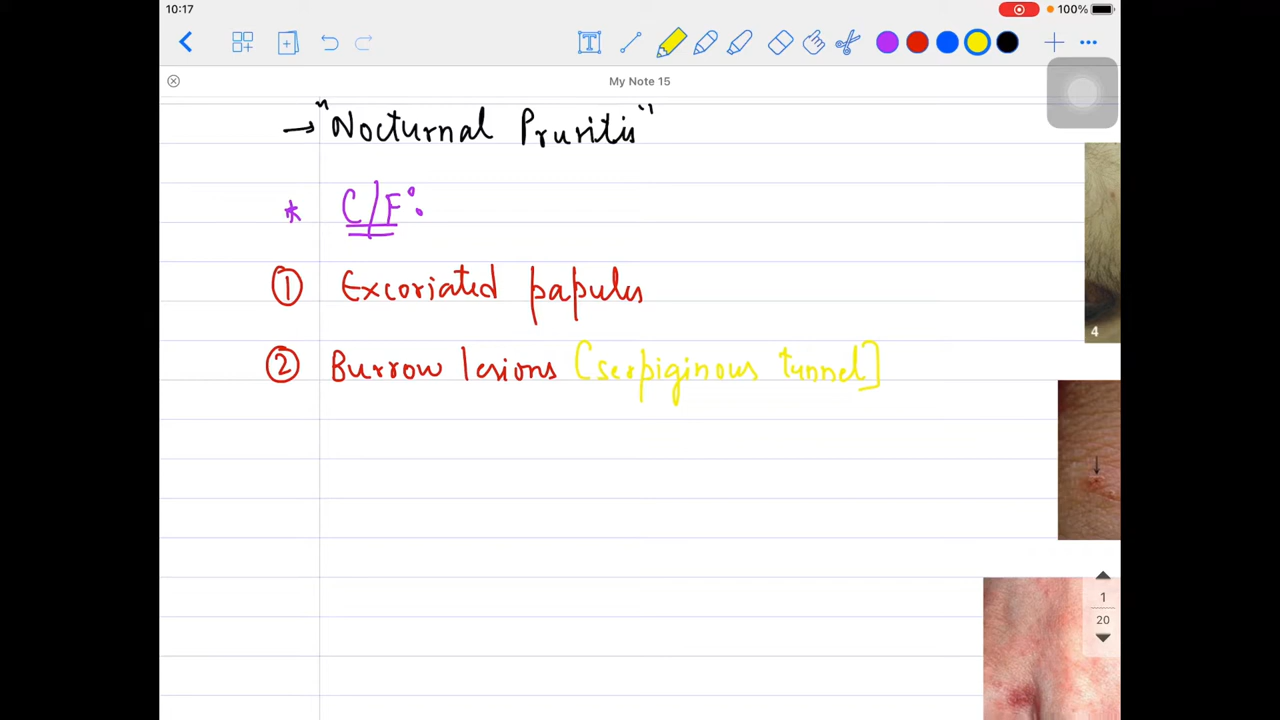 10:17
100%
My Note 15
→ "Nocturnal Pruritis"
* C/F:
① Excoriated papules
② Burrow lesions [serpiginous tunnel]
4
1
20